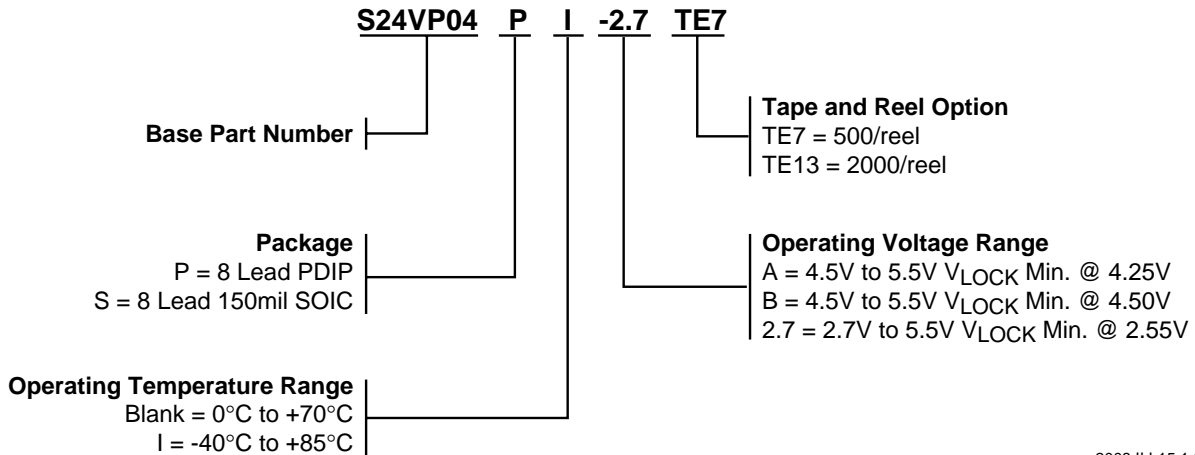 S24VP04 P I -2.7 TE7
Base Part Number
Tape and Reel Option
TE7 = 500/reel
TE13 = 2000/reel
Package
P = 8 Lead PDIP
S = 8 Lead 150mil SOIC
Operating Voltage Range
A = 4.5V to 5.5V VLOCK Min. @ 4.25V
B = 4.5V to 5.5V VLOCK Min. @ 4.50V
2.7 = 2.7V to 5.5V VLOCK Min. @ 2.55V
Operating Temperature Range
Blank = 0°C to +70°C
I = -40°C to +85°C